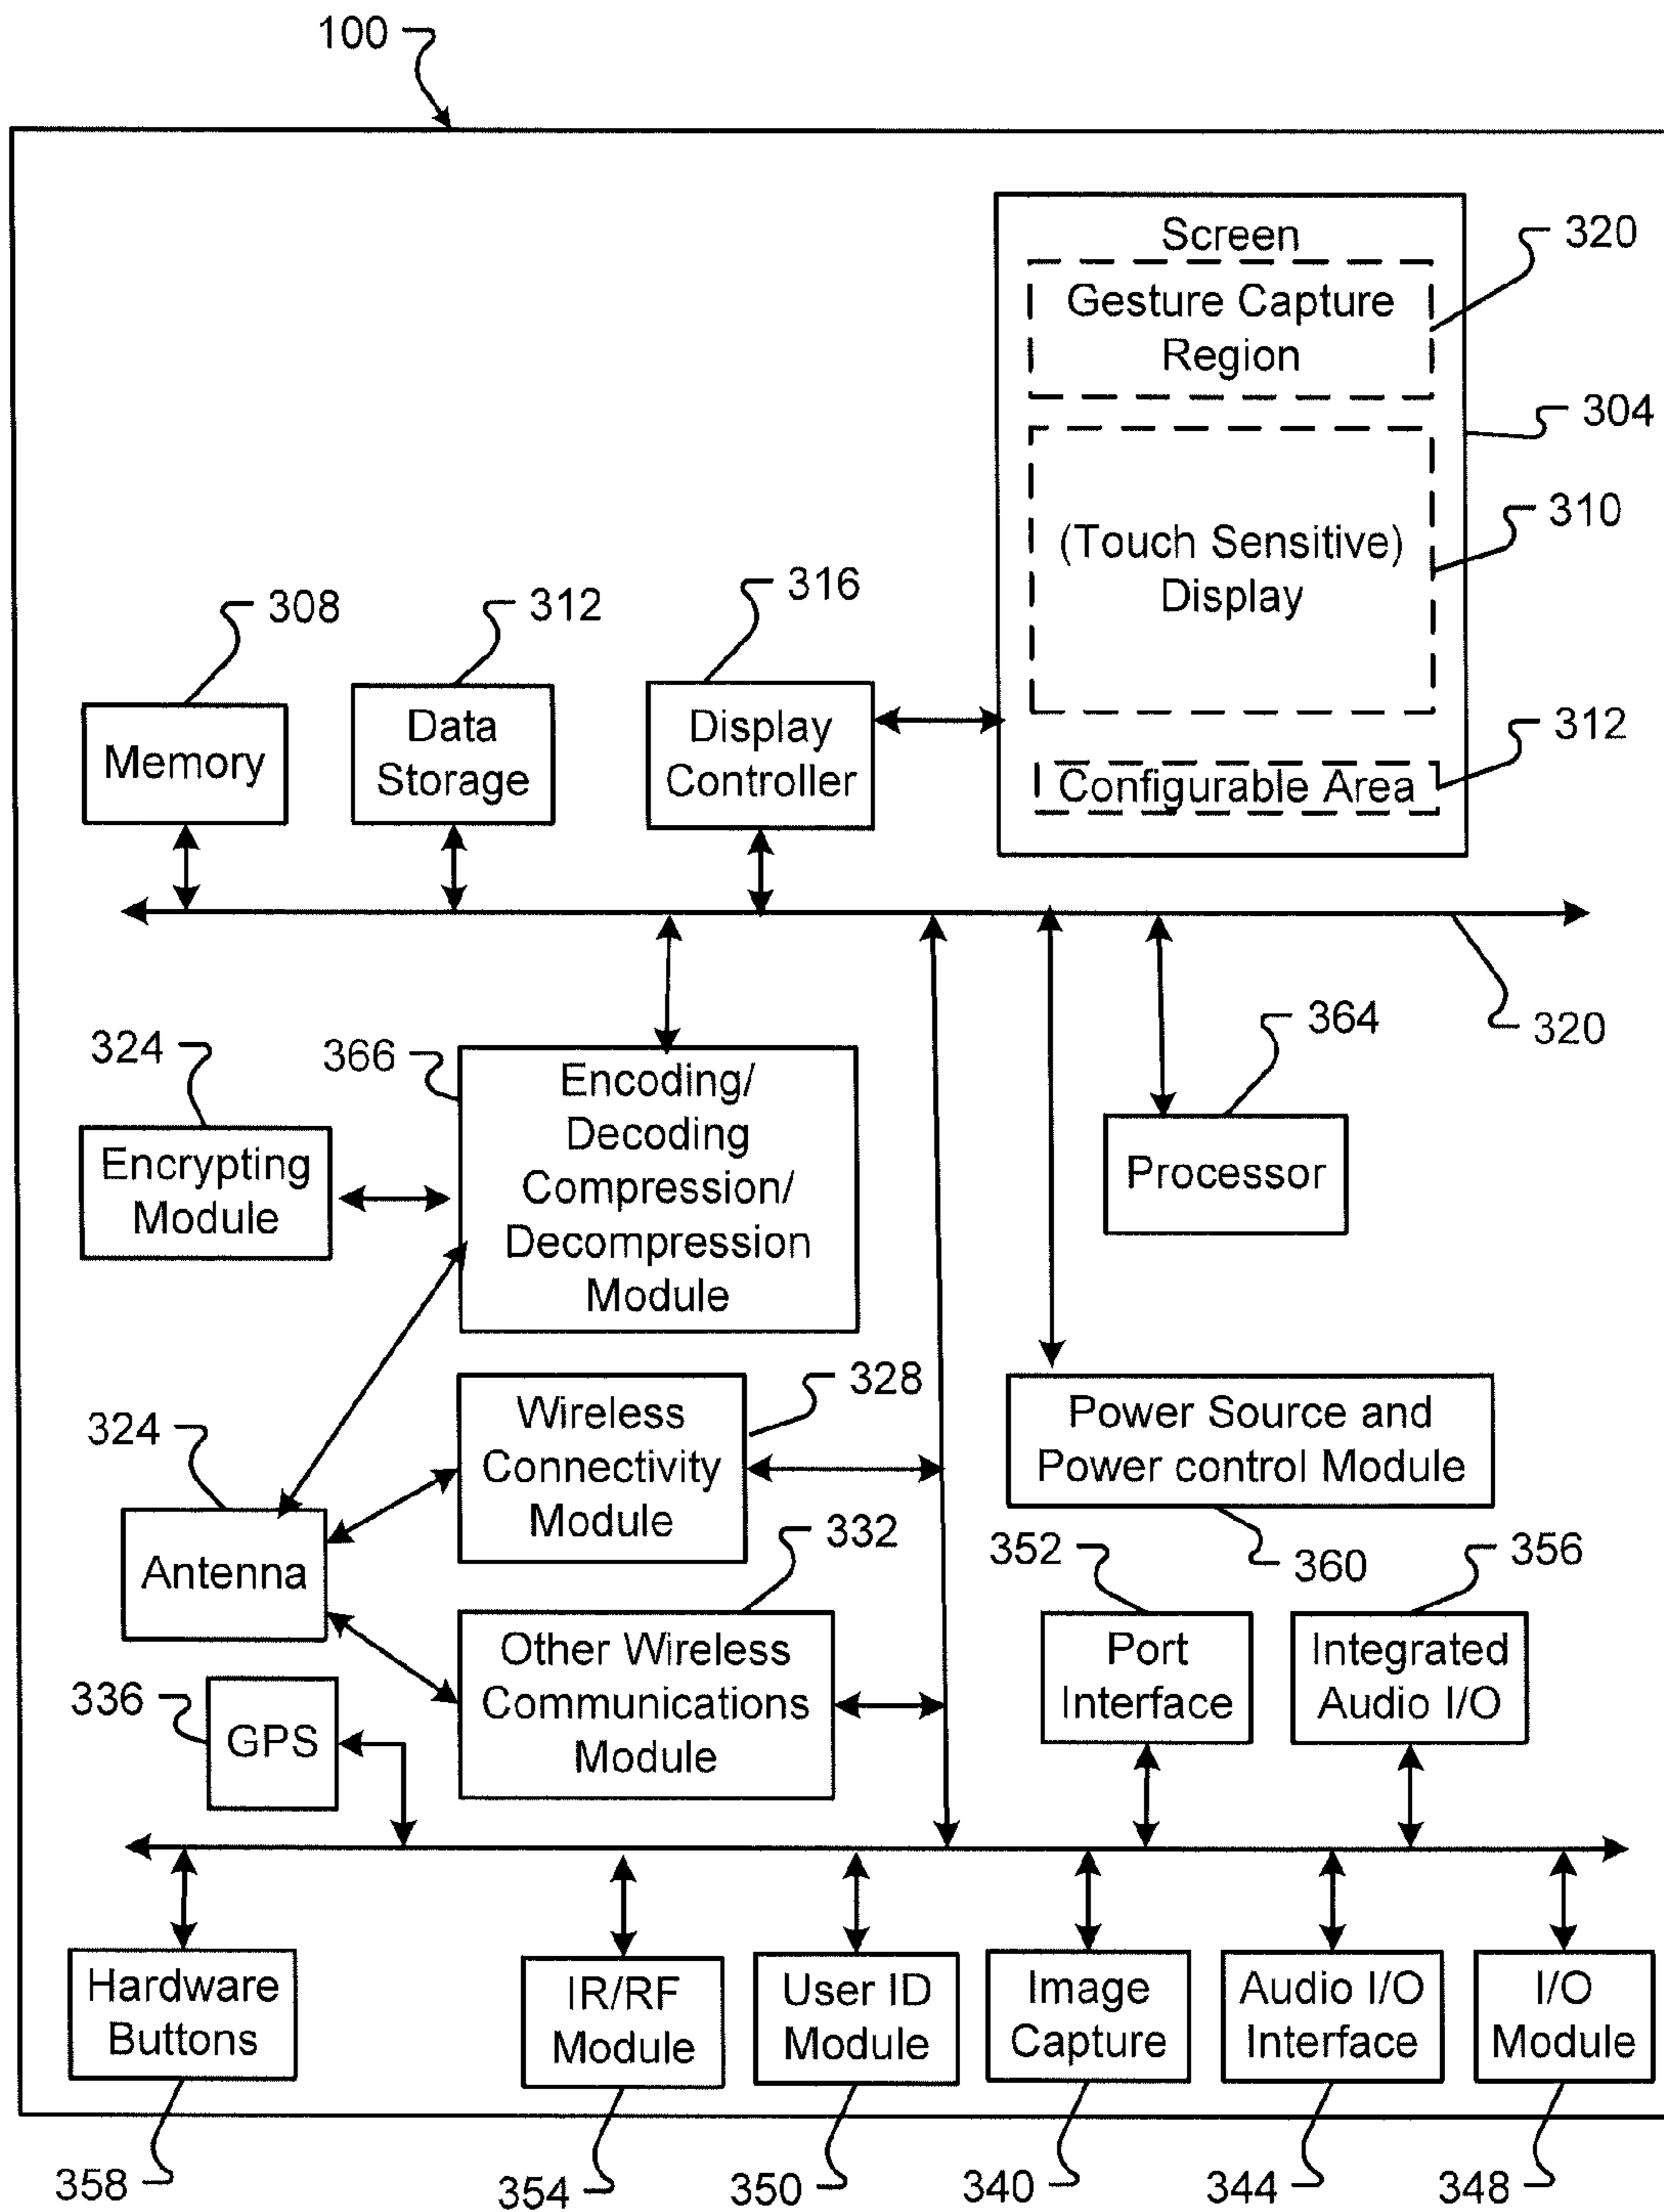 100
Screen
320
Gesture Capture
Region
304
310
(Touch Sensitive)
Display
308
312
316
Memory
Data
Storage
Display
Controller
312
Configurable Area
320
324
366
364
Encoding/
Decoding
Compression/
Decompression
Module
Encrypting
Module
Processor
328
Wireless
Connectivity
Module
Power Source and
Power control Module
324
Antenna
332
352
360
356
Other Wireless
Communications
Module
Port
Interface
Integrated
Audio I/O
336
GPS
Hardware
Buttons
IR/RF
Module
User ID
Module
Image
Capture
Audio I/O
Interface
I/O
Module
358
354
350
340
344
348